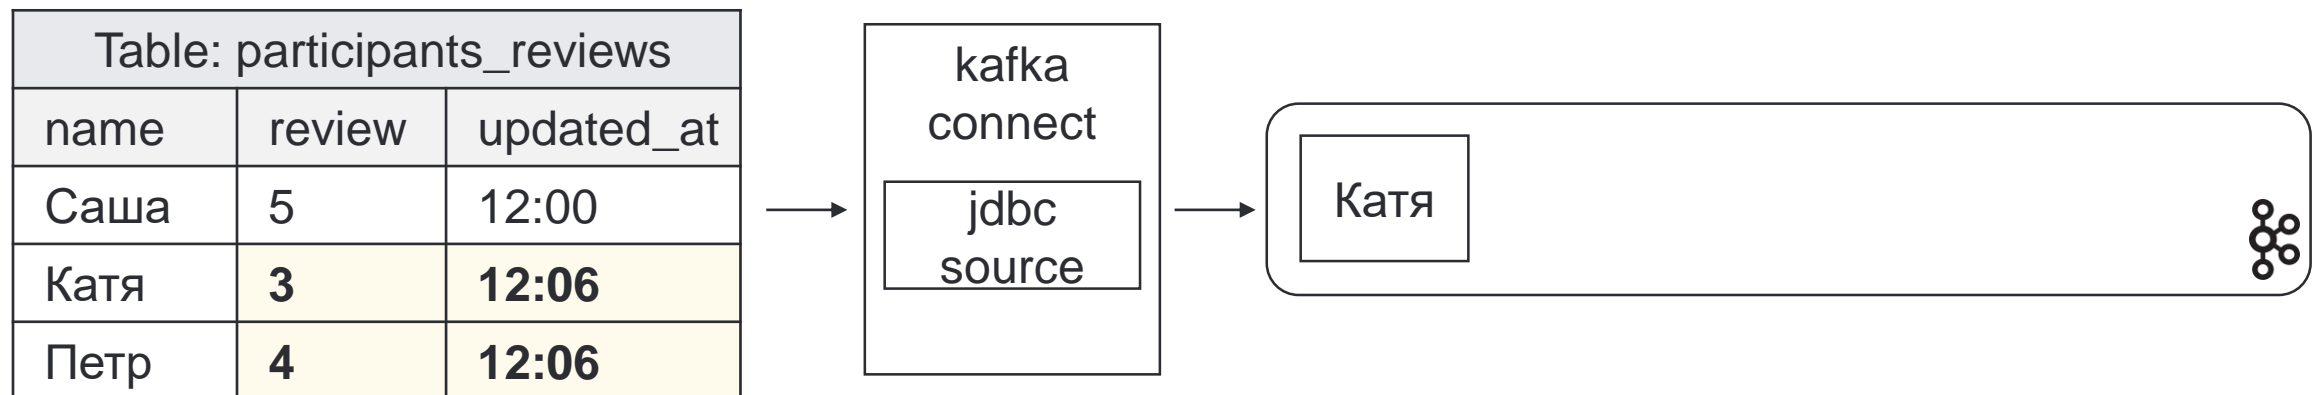 Table: participants_reviews
name review updated_at
Саша 5 12:00
Катя 3 12:06
Петр 4 12:06
kafka
connect
jdbc
source
Катя